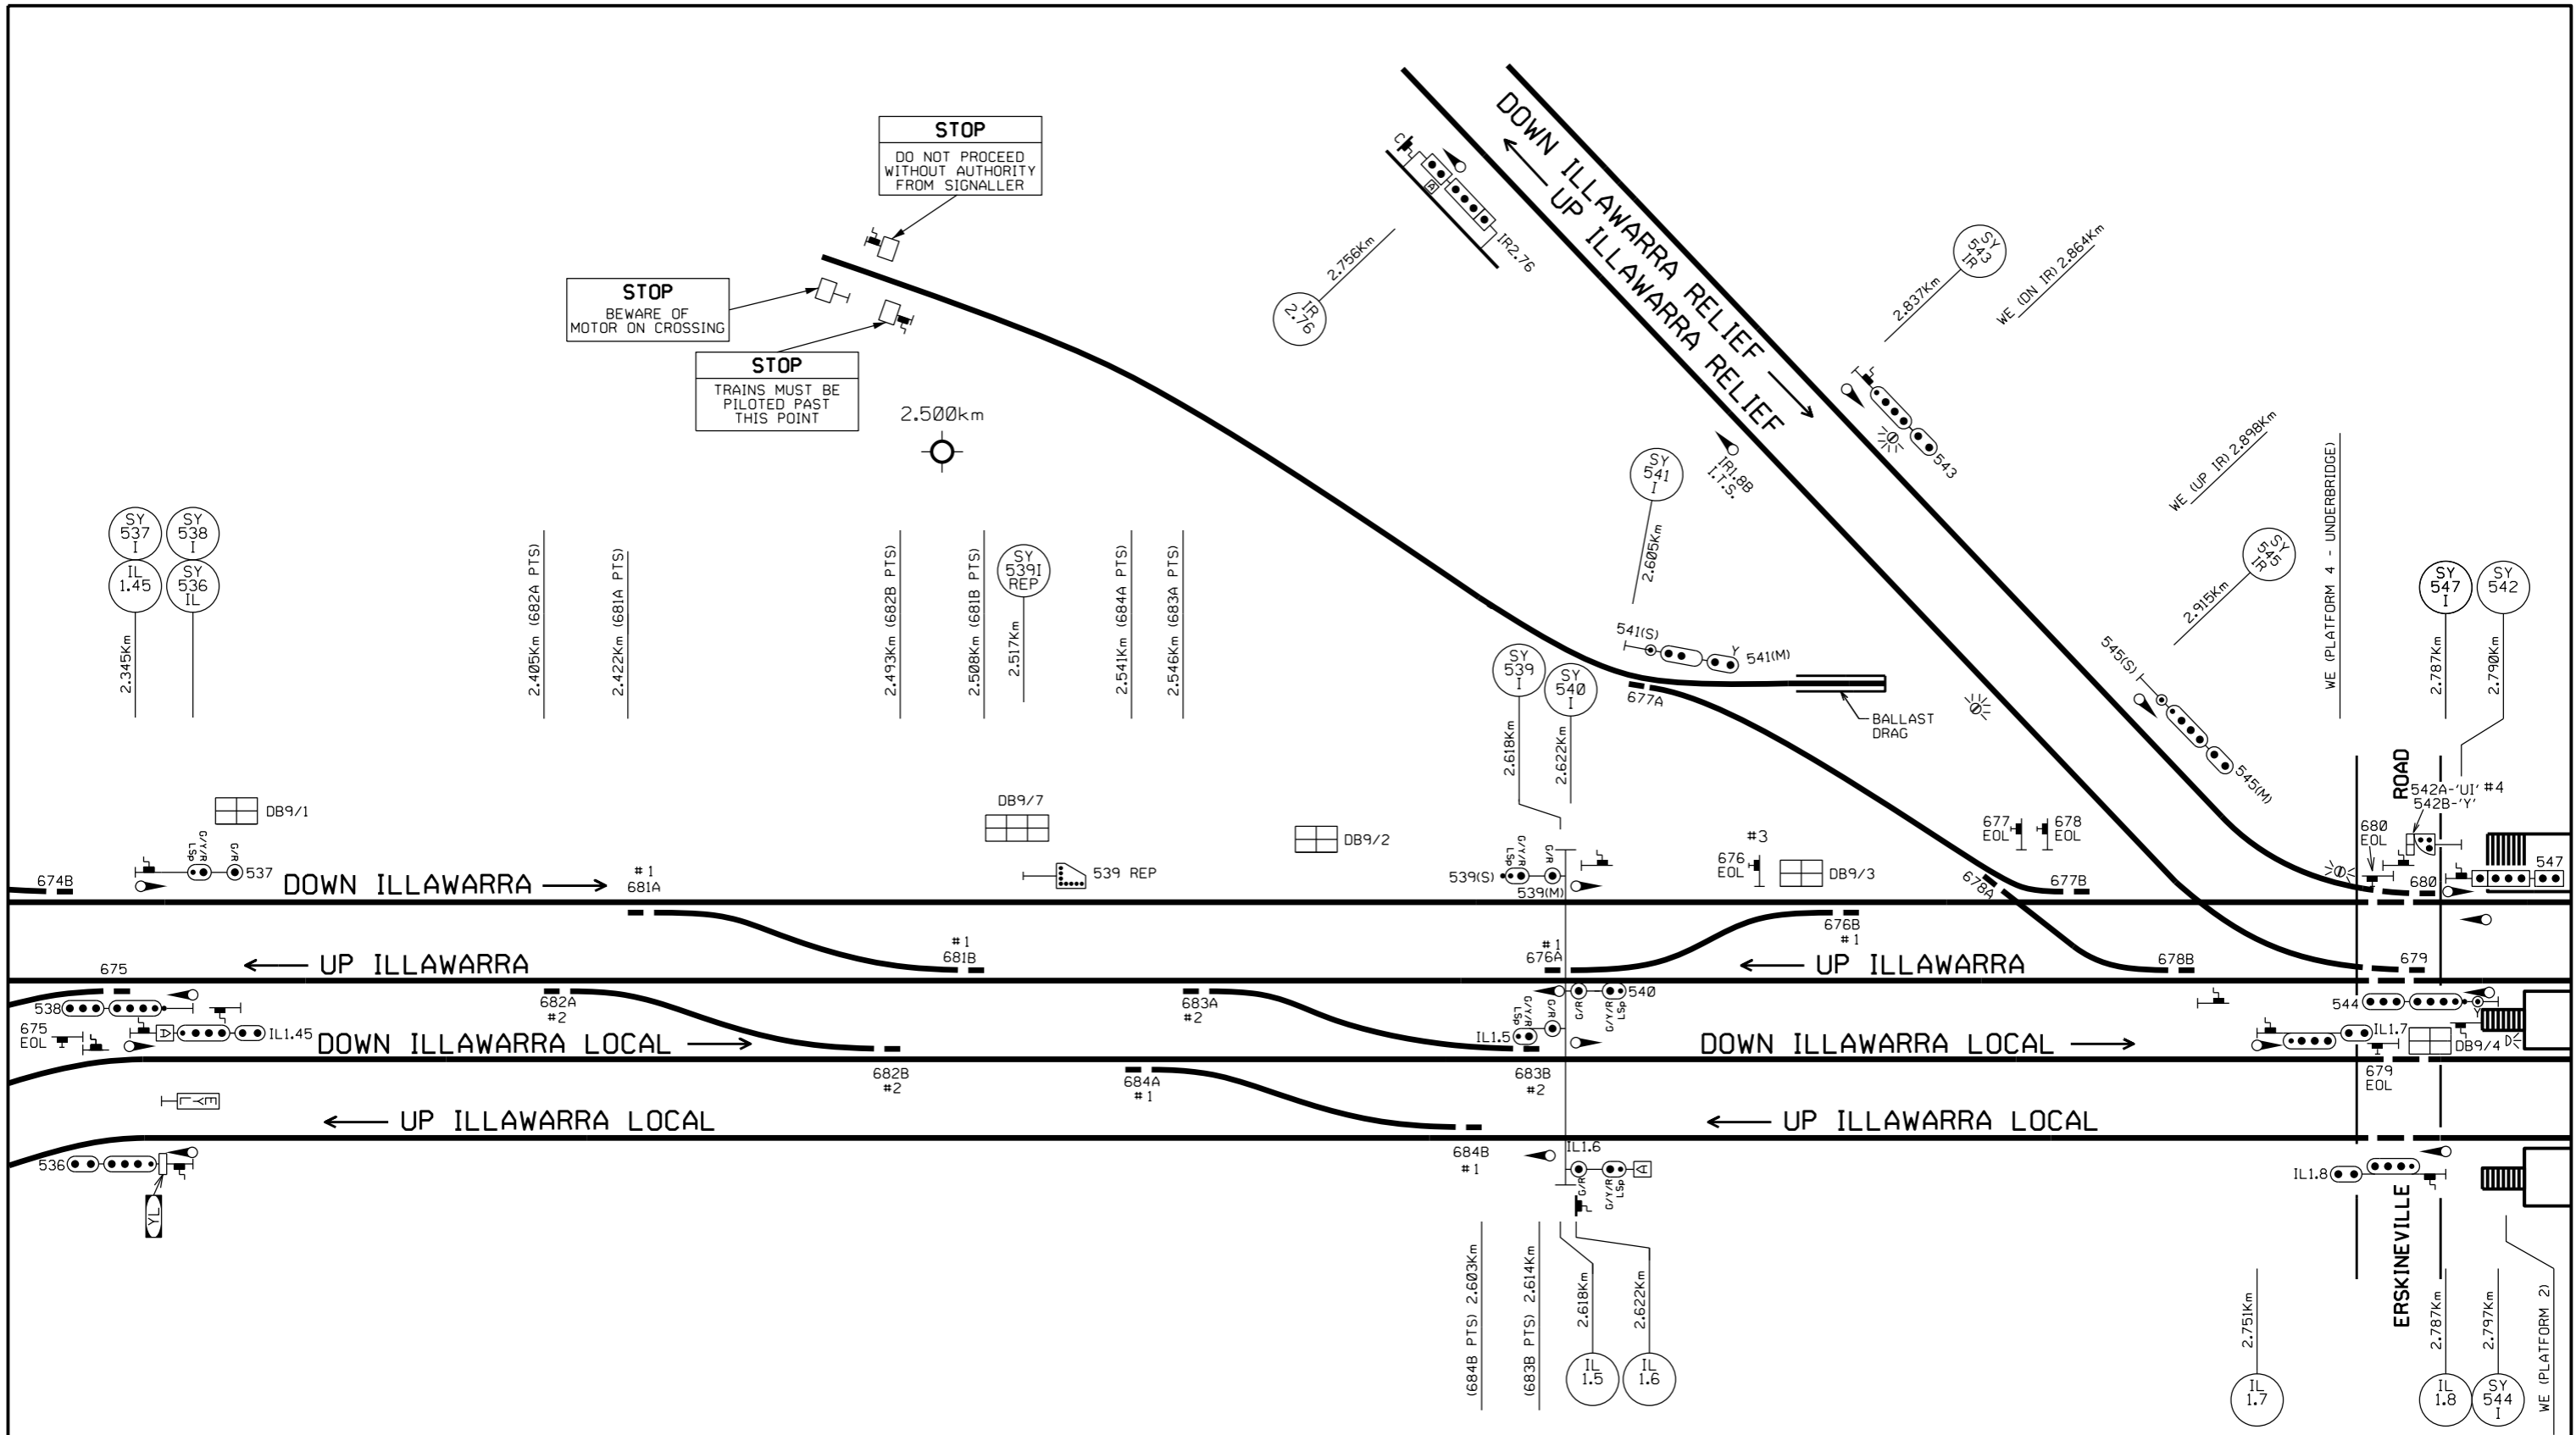 STOP
DO NOT PROCEED
WITHOUT AUTHORITY
FROM SIGNALLER
STOP
BEWARE OF
MOTOR ON CROSSING
STOP
TRAINS MUST BE
PILOTED PAST
THIS POINT
2.500km
DOWN ILLAWARRA RELIEF
UP ILLAWARRA RELIEF
C
A
IR2.76
2.756Km
IR
2.76
SY
543
IR
2.837Km
WE (DN IR) 2.864Km
543
IR1.8B
I.T.S.
WE (UP IR) 2.898Km
SY
545
IR
2.915Km
545(S)
545(M)
WE (PLATFORM 4 - UNDERBRIDGE)
SY
537
I
IL
1.45
2.345Km
SY
538
I
SY
536
IL
2.405Km (682A PTS)
2.422Km (681A PTS)
2.493Km (682B PTS)
2.508Km (681B PTS)
SY
539I
REP
2.517Km
2.541Km (684A PTS)
2.546Km (683A PTS)
SY
541
I
2.605Km
541(S)
Y
541(M)
SY
539
I
2.618Km
SY
540
I
2.622Km
677A
BALLAST
DRAG
SY
547
I
2.787Km
SY
542
2.790Km
ROAD
542A-'UI' #4
542B-'Y'
DB9/1
DB9/7
DB9/2
DB9/3
#3
676
EOL
677
EOL
678
EOL
680
EOL
547
674B
LSp
G/Y/R
G/R
537
DOWN ILLAWARRA
#1
681A
539 REP
539(S)
LSp
G/Y/R
G/R
539(M)
678A
677B
680
675
UP ILLAWARRA
#1
681B
#1
676A
676B
#1
UP ILLAWARRA
678B
679
538
675
EOL
A
IL1.45
682A
#2
683A
#2
G/R
G/Y/R
LSp
540
IL1.5
LSp
G/Y/R
G/R
544
Y
DOWN ILLAWARRA LOCAL
DOWN ILLAWARRA LOCAL
IL1.7
DB9/4
D
682B
#2
684A
#1
683B
#2
679
EOL
EYL
UP ILLAWARRA LOCAL
UP ILLAWARRA LOCAL
536
YL
684B
#1
IL1.6
A
G/R
G/Y/R
LSp
IL1.8
ERSKINEVILLE
(684B PTS) 2.603Km
(683B PTS) 2.614Km
2.618Km
IL
1.5
2.622Km
IL
1.6
2.751Km
IL
1.7
2.787Km
IL
1.8
2.797Km
SY
544
I
WE (PLATFORM 2)